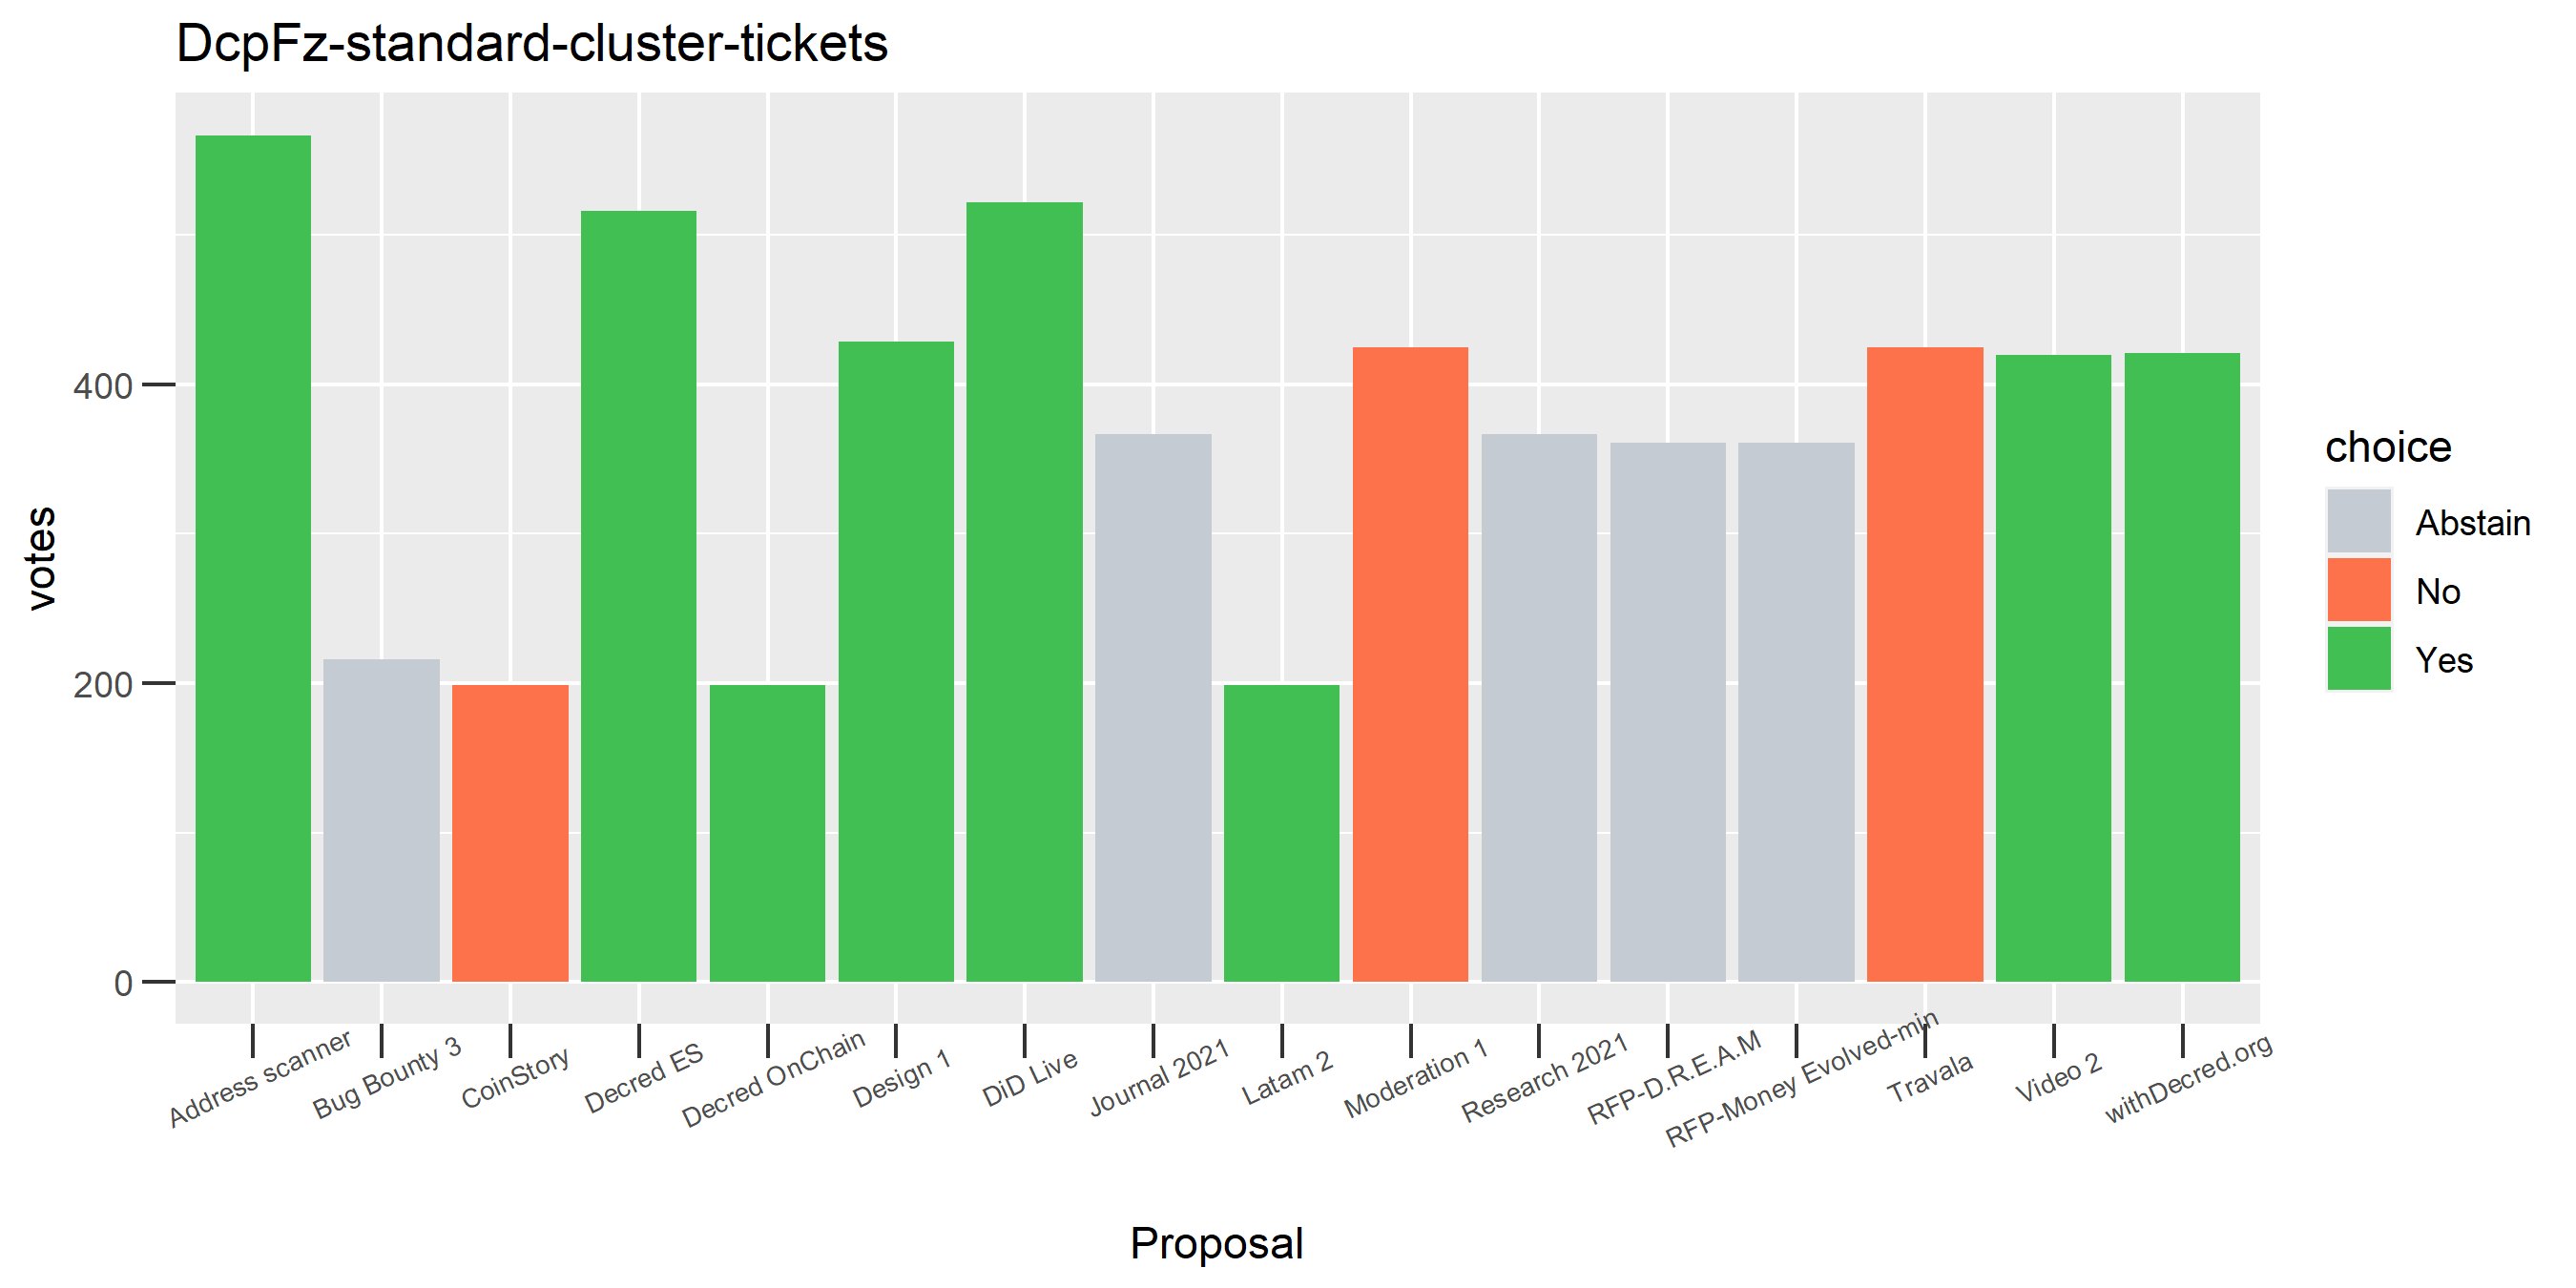 DcpFz-standard-cluster-tickets
votes
400
200
0
Address scanner
Bug Bounty 3
CoinStory
Decred ES
Decred OnChain
Design 1
DiD Live
Journal 2021
Latam 2
Moderation 1
Research 2021
RFP-D.R.E.A.M
RFP-Money Evolved-min
Travala
Video 2
withDecred.org
Proposal
choice
Abstain
No
Yes